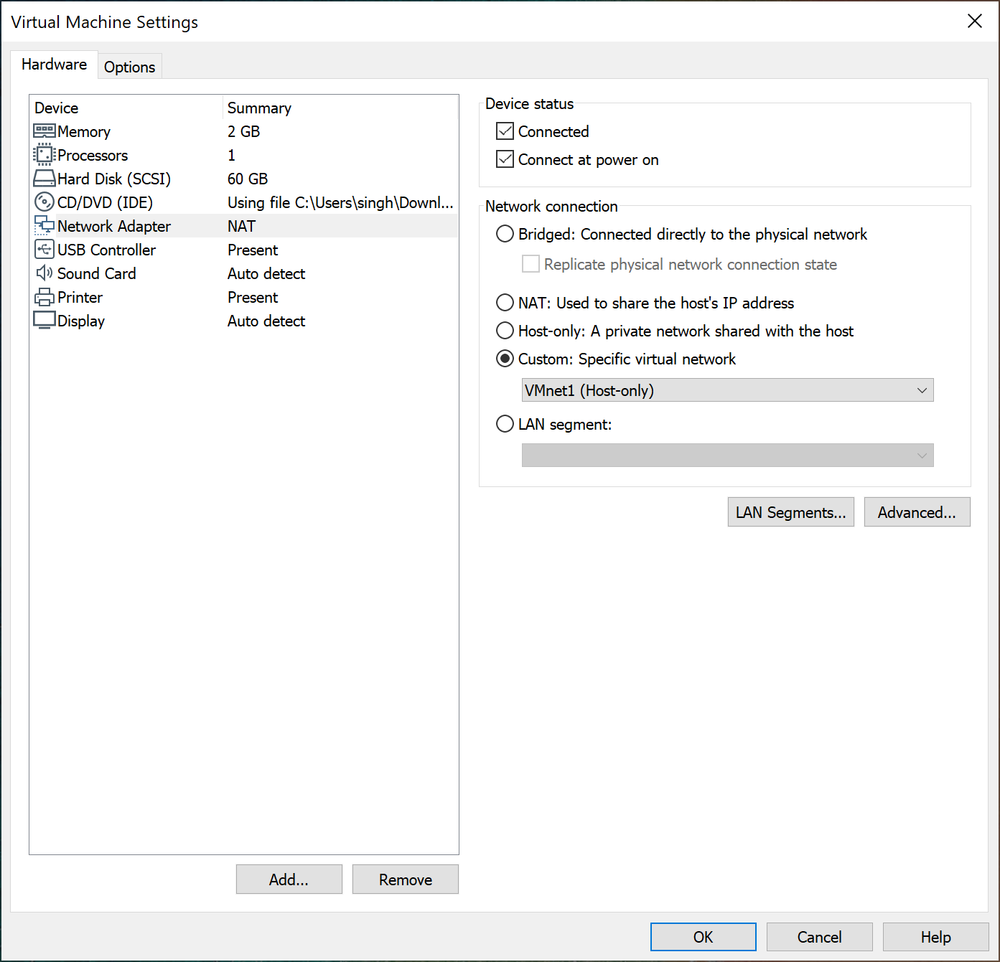 Virtual Machine Settings
Hardware
Options
Device Summary
Memory 2 GB
Processors 1
Hard Disk (SCSI) 60 GB
CD/DVD (IDE) Using file C:\Users\singh\Downl...
Network Adapter NAT
USB Controller Present
Sound Card Auto detect
Printer Present
Display Auto detect
Add...
Remove
Device status
Connected
Connect at power on
Network connection
Bridged: Connected directly to the physical network
Replicate physical network connection state
NAT: Used to share the host's IP address
Host-only: A private network shared with the host
Custom: Specific virtual network
VMnet1 (Host-only)
LAN segment:
LAN Segments...
Advanced...
OK
Cancel
Help